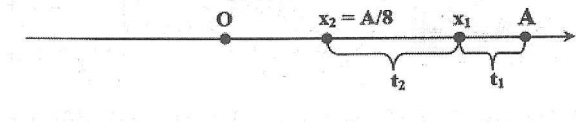 O x₂ = A/8 x₁ A
t₂ t₁